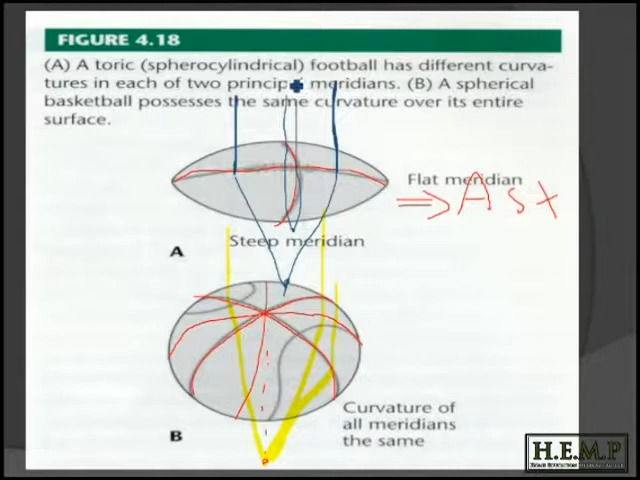 FIGURE 4.18
(A) A toric (spherocylindrical) football has different curva-
tures in each of two principal meridians. (B) A spherical
basketball possesses the same curvature over its entire
surface.
Flat meridian
⇒ Ast
Steep meridian
A
Curvature of
all meridians
the same
B
H.E.M.P